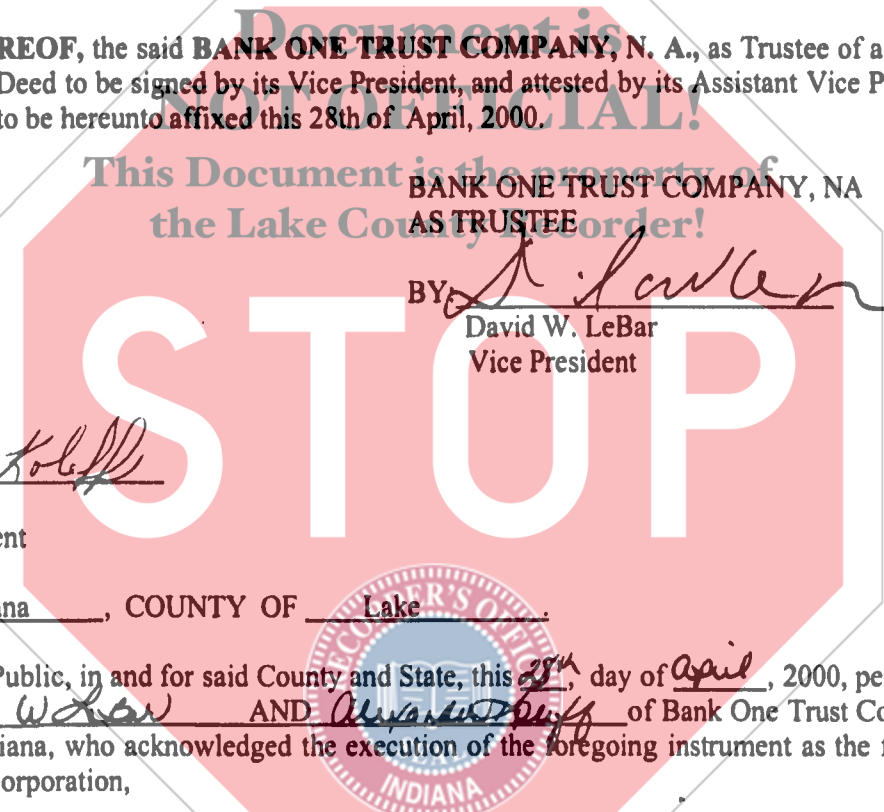 Document is
REOF, the said BANK ONE TRUST COMPANY, N. A., as Trustee of a
Deed to be signed by its Vice President, and attested by its Assistant Vice P
NOT OFFICIAL!
to be hereunto affixed this 28th of April, 2000.
This Document is the property of
BANK ONE TRUST COMPANY, NA
the Lake County Recorder!
AS TRUSTEE
BY:
David W. LeBar
Vice President
STOP
Koleff
ent
ana, COUNTY OF Lake.
RECORDER'S OFFICE
Public, in and for said County and State, this 28th, day of April, 2000, pe
W LeBar AND of Bank One Trust Co
iana, who acknowledged the execution of the foregoing instrument as the
orporation,
INDIANA